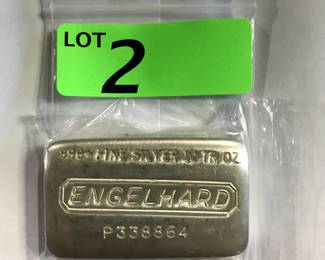 LOT 2
999+ FINE SILVER 10 TR OZ
ENGELHARD
P338864